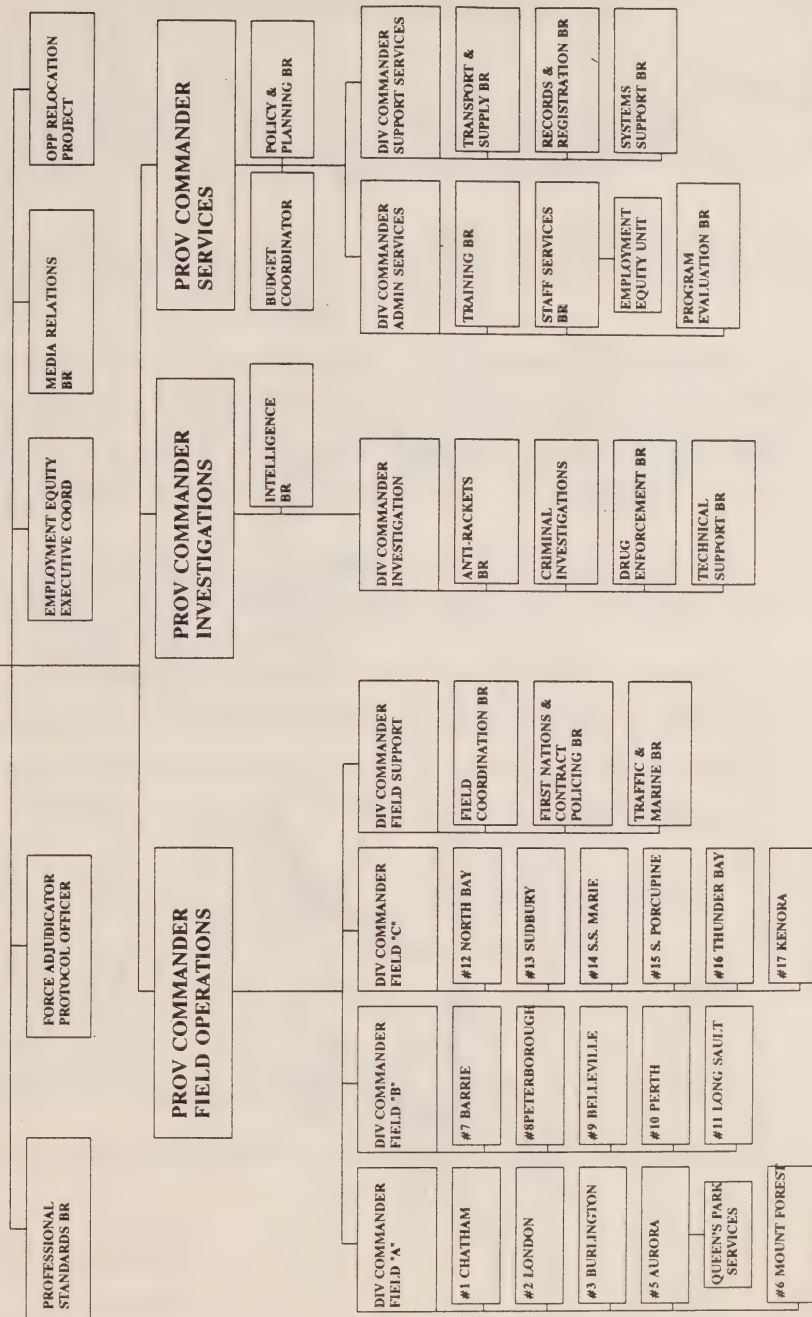 PROFESSIONAL
STANDARDS BR
FORCE ADJUDICATOR
PROTOCOL OFFICER
EMPLOYMENT EQUITY
EXECUTIVE COORD
MEDIA RELATIONS
BR
OPP RELOCATION
PROJECT
PROV COMMANDER
FIELD OPERATIONS
DIV COMMANDER
FIELD "A"
#1 CHATHAM
#2 LONDON
#3 BURLINGTON
#5 AURORA
QUEEN'S PARK
SERVICES
#6 MOUNT FOREST
DIV COMMANDER
FIELD "B"
#7 BARRIE
#8PETERBOROUGH
#9 BELLEVILLE
#10 PERTH
#11 LONG SAULT
DIV COMMANDER
FIELD "C"
#12 NORTH BAY
#13 SUDBURY
#14 S.S. MARIE
#15 S. PORCUPINE
#16 THUNDER BAY
#17 KENORA
DIV COMMANDER
FIELD SUPPORT
FIELD
COORDINATION BR
FIRST NATIONS &
CONTRACT
POLICING BR
TRAFFIC &
MARINE BR
PROV COMMANDER
INVESTIGATIONS
INTELLIGENCE
BR
DIV COMMANDER
INVESTIGATION
ANTI-RACKETS
BR
CRIMINAL
INVESTIGATIONS
DRUG
ENFORCEMENT BR
TECHNICAL
SUPPORT BR
PROV COMMANDER
SERVICES
BUDGET
COORDINATOR
POLICY &
PLANNING BR
DIV COMMANDER
ADMIN SERVICES
TRAINING BR
STAFF SERVICES
BR
EMPLOYMENT
EQUITY UNIT
PROGRAM
EVALUATION BR
DIV COMMANDER
SUPPORT SERVICES
TRANSPORT &
SUPPLY BR
RECORDS &
REGISTRATION BR
SYSTEMS
SUPPORT BR